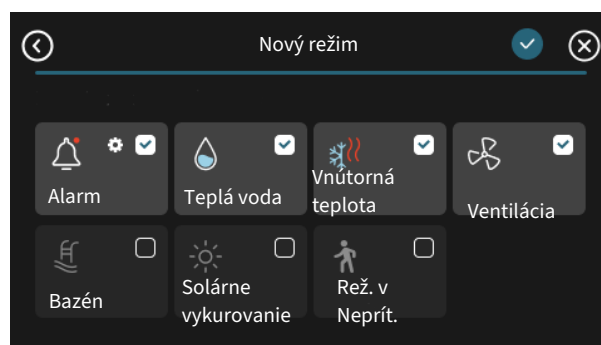 Nový režim
Alarm
Teplá voda
Vnútorná
teplota
Ventilácia
Bazén
Solárne
vykurovanie
Rež. v
Neprít.